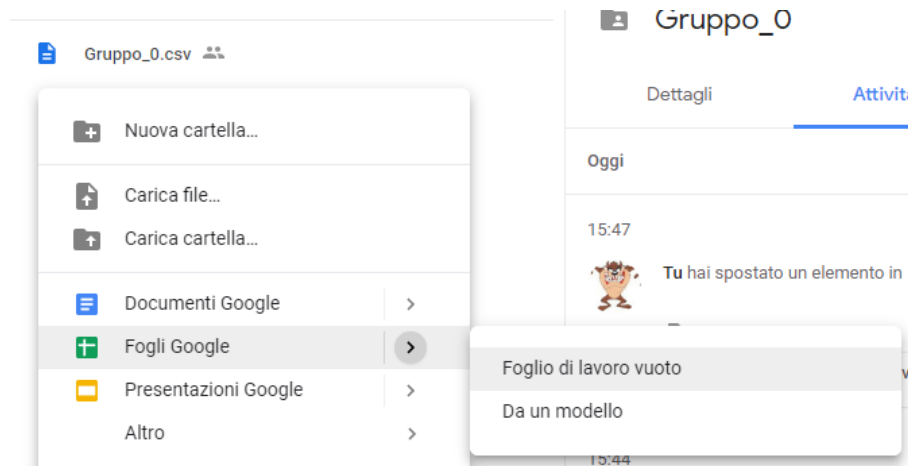 Gruppo_0.csv
Nuova cartella...
Carica file...
Carica cartella...
Documenti Google
Fogli Google
Presentazioni Google
Altro
Foglio di lavoro vuoto
Da un modello
Gruppo_0
Dettagli
Attività
Oggi
15:47
Tu hai spostato un elemento in
15:44